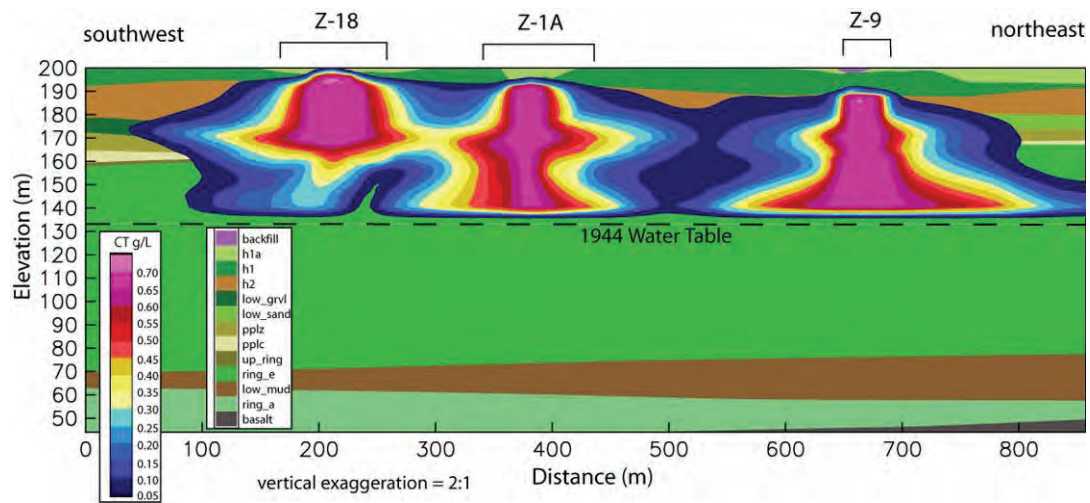 southwest
Z-18
Z-1A
Z-9
northeast
Elevation (m)
200
190
180
170
160
150
140
130
120
110
100
90
80
70
60
50
1944 Water Table
CT g/L
0.70
0.65
0.60
0.55
0.45
0.40
0.35
0.30
0.25
0.20
0.15
0.10
0.05
backfill
h1a
h1
h2
low_grvl
low_sand
pplz
pplc
up_ring
ring_e
low_mud
ring_a
basalt
0 100 200 300 400 500 600 700 800
Distance (m)
vertical exaggeration = 2:1